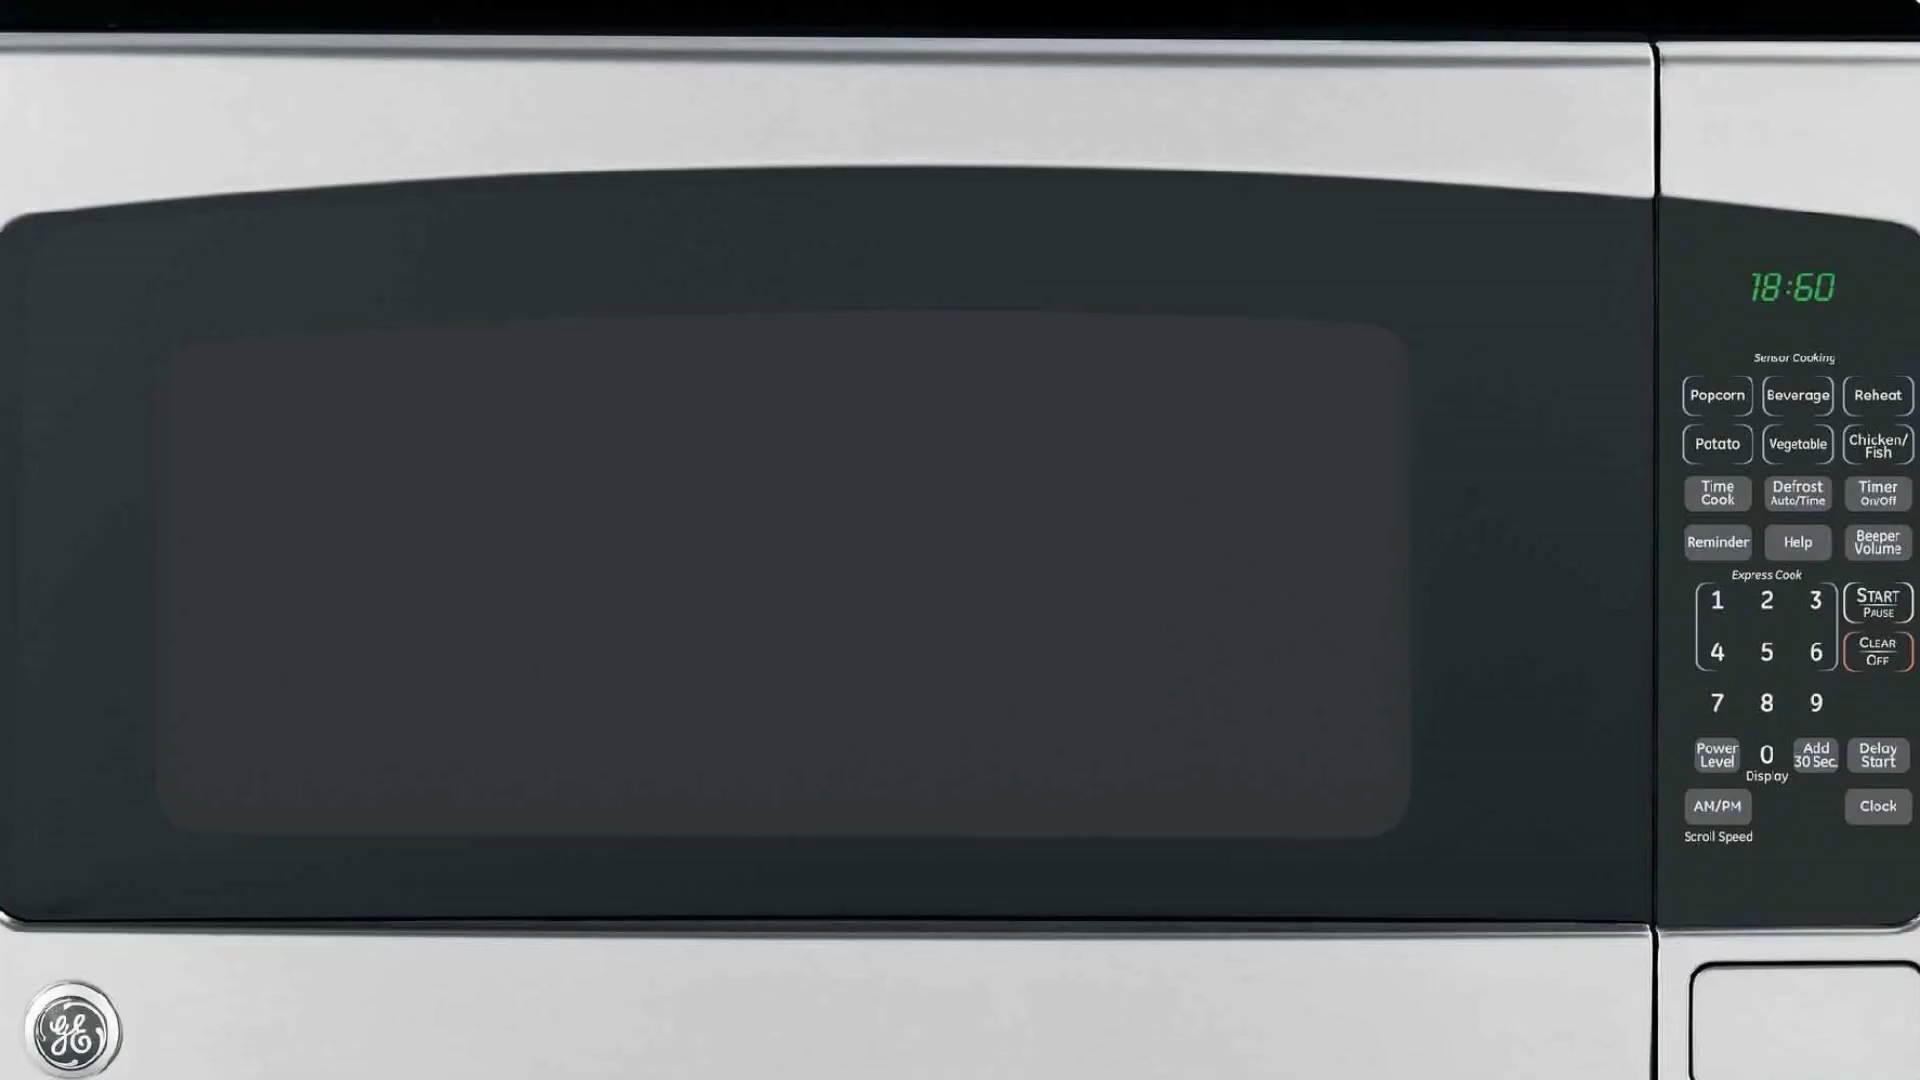 18:60
Sensor Cooking
Popcorn Beverage Reheat
Potato Vegetable Chicken/
Fish
Time
Cook
Defrost
Auto/Time
Timer
On/Off
Reminder Help Beeper
Volume
Express Cook
1 2 3 START
PAUSE
4 5 6 CLEAR
OFF
7 8 9
Power
Level
0
Display
Add
30 Sec.
Delay
Start
AM/PM Clock
Scroll Speed
GE